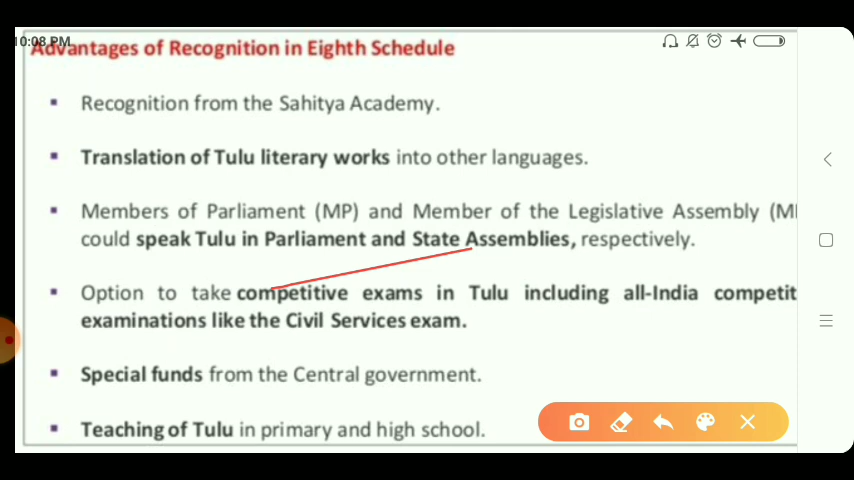 10:08 PM
Advantages of Recognition in Eighth Schedule
▪ Recognition from the Sahitya Academy.
▪ Translation of Tulu literary works into other languages.
▪ Members of Parliament (MP) and Member of the Legislative Assembly
could speak Tulu in Parliament and State Assemblies, respectively.
▪ Option to take competitive exams in Tulu including all-India
examinations like the Civil Services exam.
▪ Special funds from the Central government.
▪ Teaching of Tulu in primary and high school.